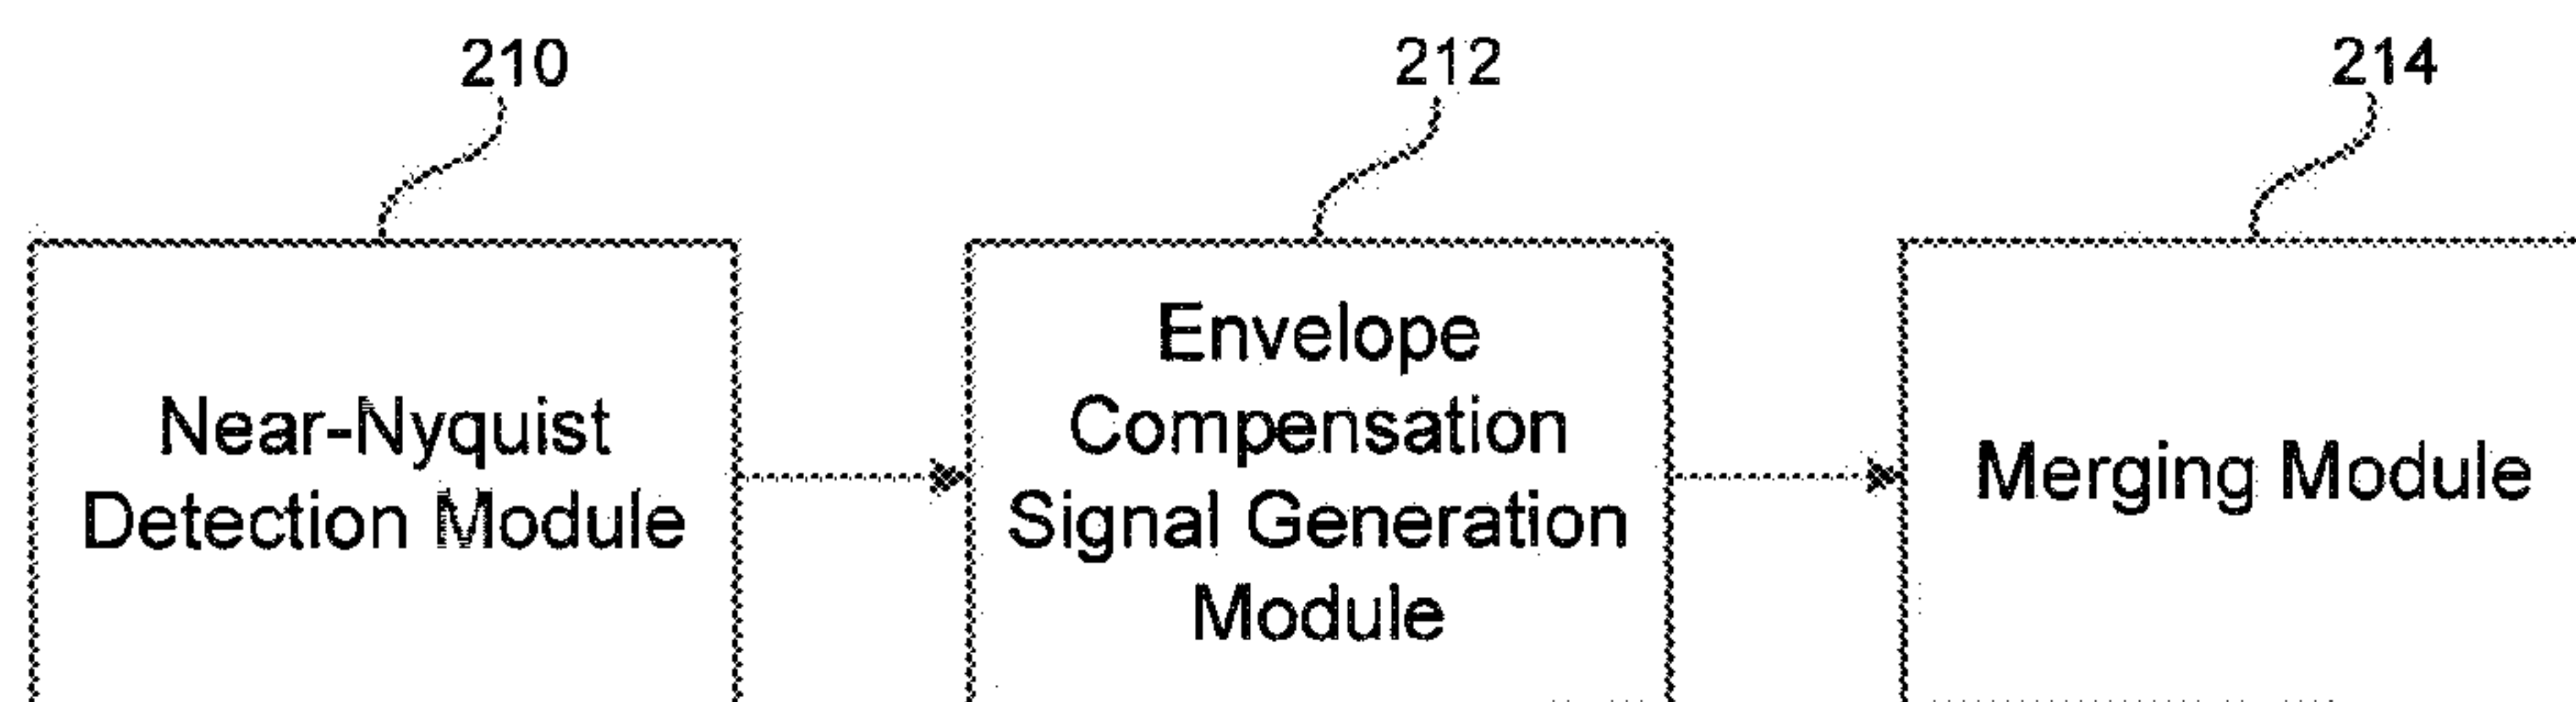 210
212
214
Near-Nyquist
Detection Module
Envelope
Compensation
Signal Generation
Module
Merging Module